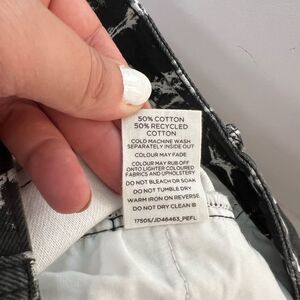 50% COTTON
50% RECYCLED
COTTON
COLD MACHINE WASH
SEPARATELY INSIDE OUT
COLOUR MAY FADE
COLOUR MAY RUB OFF
ONTO LIGHTER COLOURED
FABRICS AND UPHOLSTERY
DO NOT BLEACH OR SOAK
DO NOT TUMBLE DRY
WARM IRON ON REVERSE
DO NOT DRY CLEAN ®
17505/JD46463_PEFL